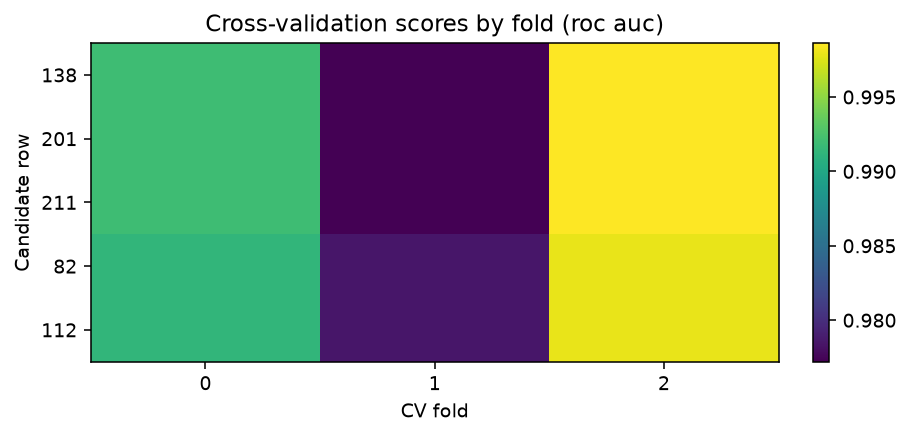 Cross-validation scores by fold (roc auc)
Candidate row
138
201
211
82
112
0 1 2
CV fold
0.995
0.990
0.985
0.980